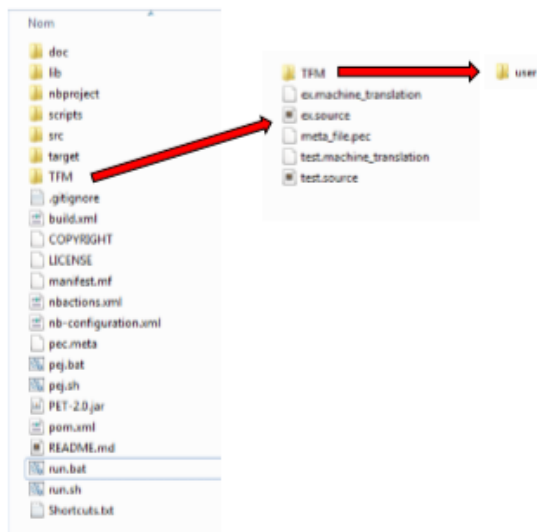 Nom
doc
lib
nbproject
scripts
src
target
TFM
.gitignore
build.xml
COPYRIGHT
LICENSE
manifest.mf
nbactions.xml
nb-configuration.xml
pec.meta
pej.bat
pej.sh
PET-2.0.jar
pom.xml
README.md
run.bat
run.sh
Shortcuts.txt
TFM
ex.machine_translation
ex.source
meta_file.pec
test.machine_translation
test.source
user